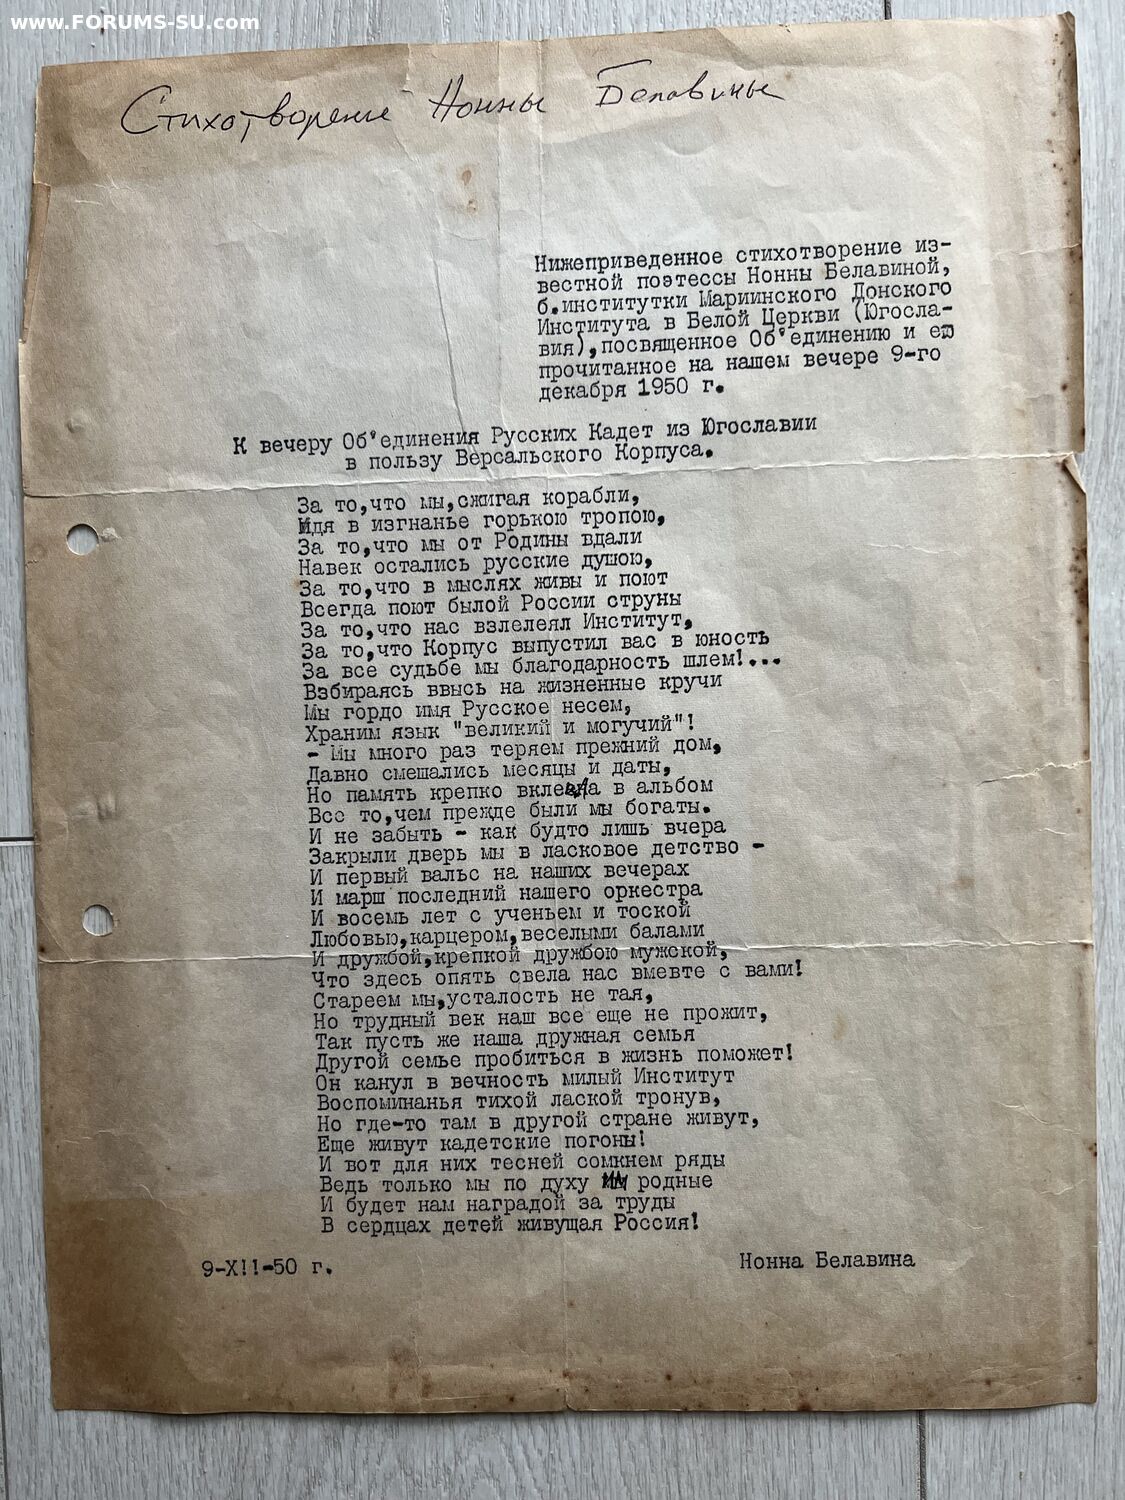 www.FORUMS-SU.com
Стихотворение Нонны Белавины
Нижеприведенное стихотворение из-
вестной поэтессы Нонны Белавиной,
б.институтки Мариинского Донского
Института в Белой Церкви (Югосла-
вия),посвященное Об'единению и ею
прочитанное на нашем вечере 9-го
декабря 1950 г.
К вечеру Об'единения Русских Кадет из Югославии
в пользу Версальского Корпуса.
За то,что мы,сжигая корабли,
Идя в изгнанье горькою тропою,
За то,что мы от Родины вдали
Навек остались русские душою,
За то,что в мыслях живы и поют
Всегда поют былой России струны
За то,что нас взлелеял Институт,
За то,что Корпус выпустил вас в юность
За все судьбе мы благодарность шлем!...
Взбираясь ввысь на жизненные кручи
Мы гордо имя Русское несем,
Храним язык "великий и могучий"!
- Мы много раз теряем прежний дом,
Давно смешались месяцы и даты,
Но память крепко вклеила в альбом
Все то,чем прежде были мы богаты.
И не забыть - как будто лишь вчера
Закрыли дверь мы в ласковое детство -
И первый вальс на наших вечерах
И марш последний нашего оркестра
И восемь лет с ученьем и тоской
Любовью,карцером,веселыми балами
И дружбой,крепкой дружбою мужской,
Что здесь опять свела нас вмевте с вами!
Стареем мы,усталость не тая,
Но трудный век наш все еще не прожит,
Так пусть же наша дружная семья
Другой семье пробиться в жизнь поможет!
Он канул в вечность милый Институт
Воспоминанья тихой лаской тронув,
Но где-то там в другой стране живут,
Еще живут кадетские погоны!
И вот для них тесней сомкнем ряды
Ведь только мы по духу им родные
И будет нам наградой за труды
В сердцах детей живущая Россия!
9-XII-50 г.
Нонна Белавина